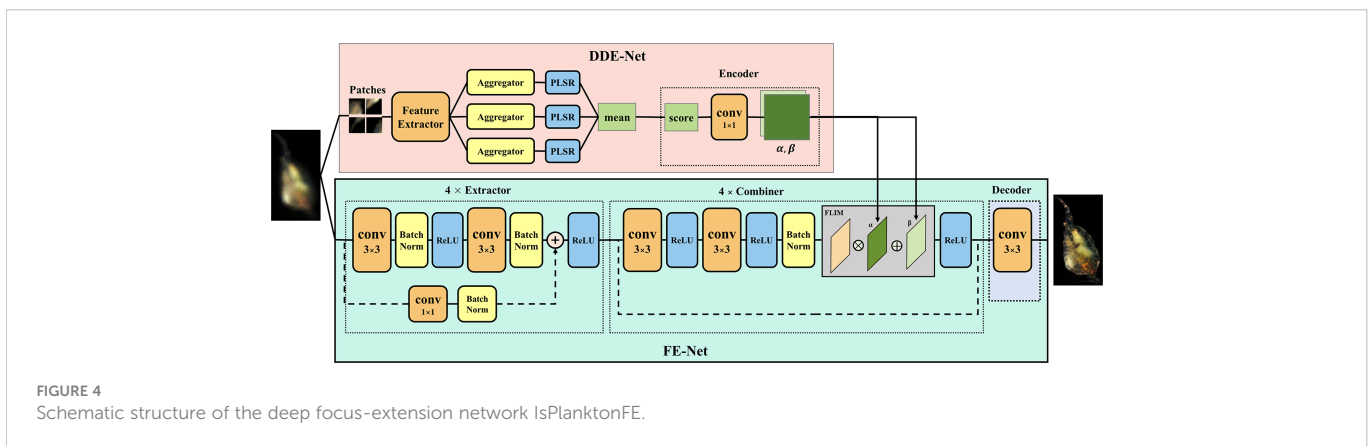 DDE-Net
Patches
Feature
Extractor
Aggregator
PLSR
Aggregator
PLSR
Aggregator
PLSR
mean
Encoder
score
conv
1×1
α, β
4 × Extractor
conv
3×3
Batch
Norm
ReLU
conv
3×3
Batch
Norm
+
ReLU
conv
1×1
Batch
Norm
4 × Combiner
conv
3×3
ReLU
conv
3×3
ReLU
Batch
Norm
FLIM
α
β
ReLU
Decoder
conv
3×3
FE-Net
FIGURE 4
Schematic structure of the deep focus-extension network IsPlanktonFE.